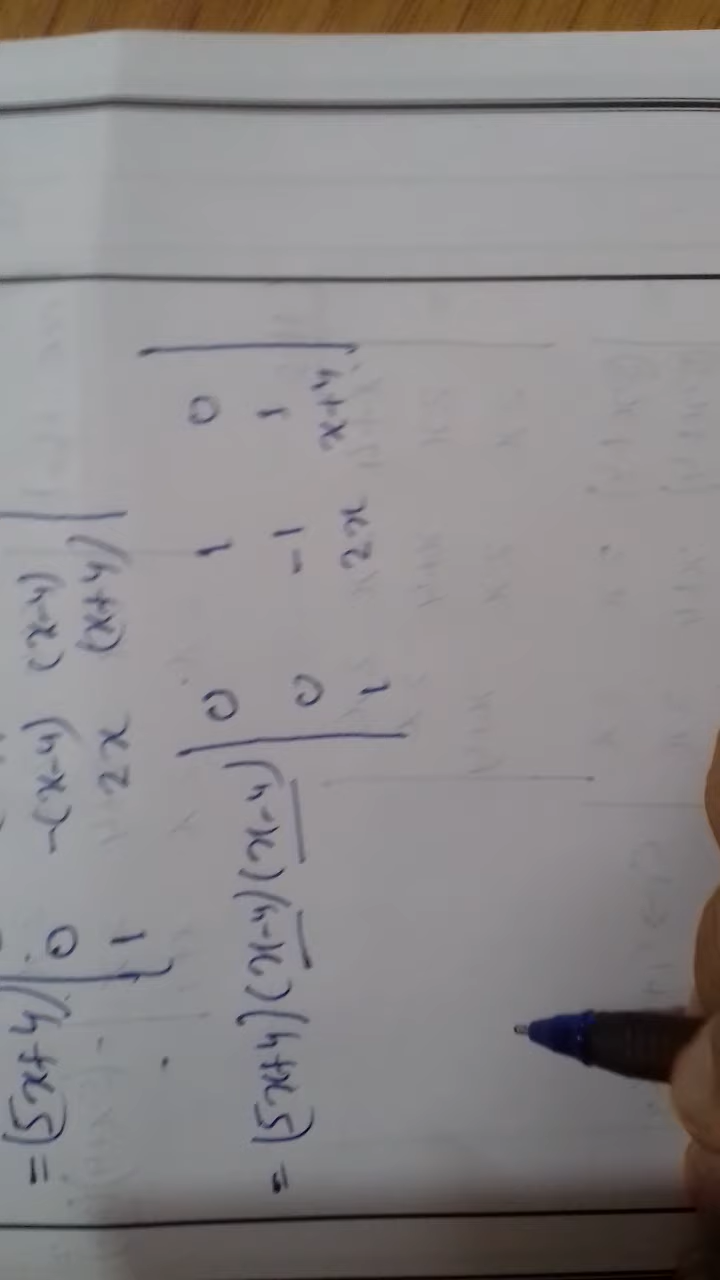 0 -(x-4) (x-4)
= (5x+4) 1 2x (x+4)
0 1 0
= (5x+4)(x-4)(x-4) 0 -1 1
1 2x x+4